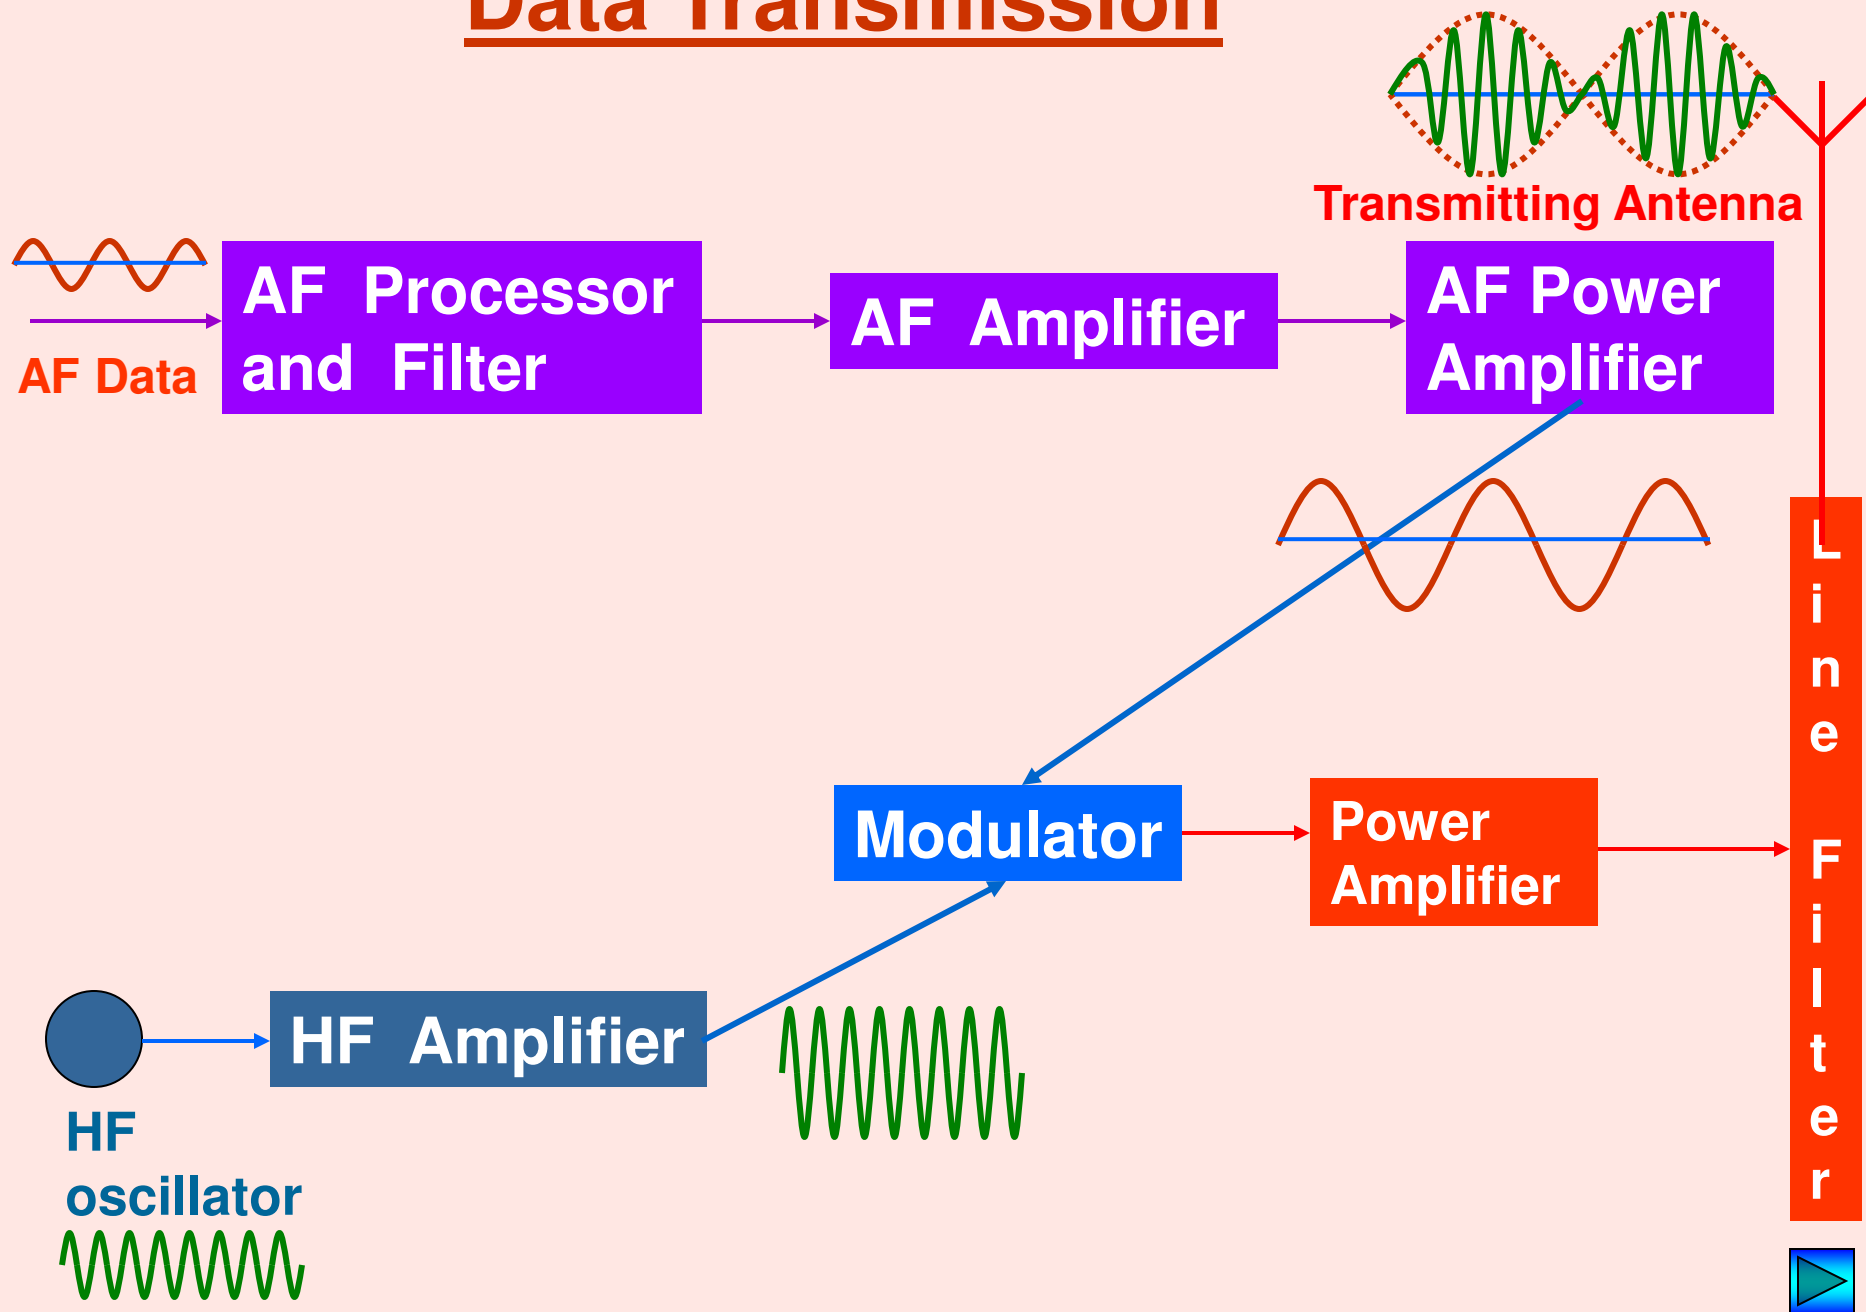 Data Transmission
Transmitting Antenna
AF Data
AF Processor
and Filter
AF Amplifier
AF Power
Amplifier
Modulator
Power
Amplifier
L
i
n
e
F
i
l
t
e
r
HF Amplifier
HF
oscillator